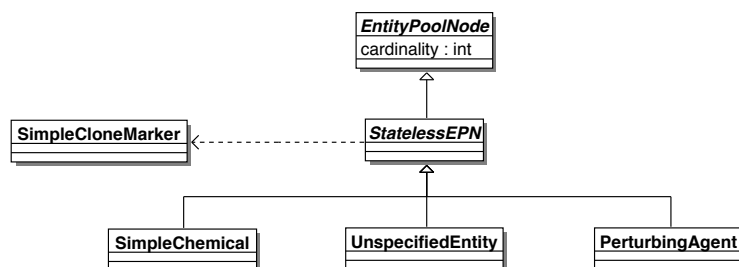 EntityPoolNode
cardinality : int
SimpleCloneMarker
StatelessEPN
SimpleChemical
UnspecifiedEntity
PerturbingAgent